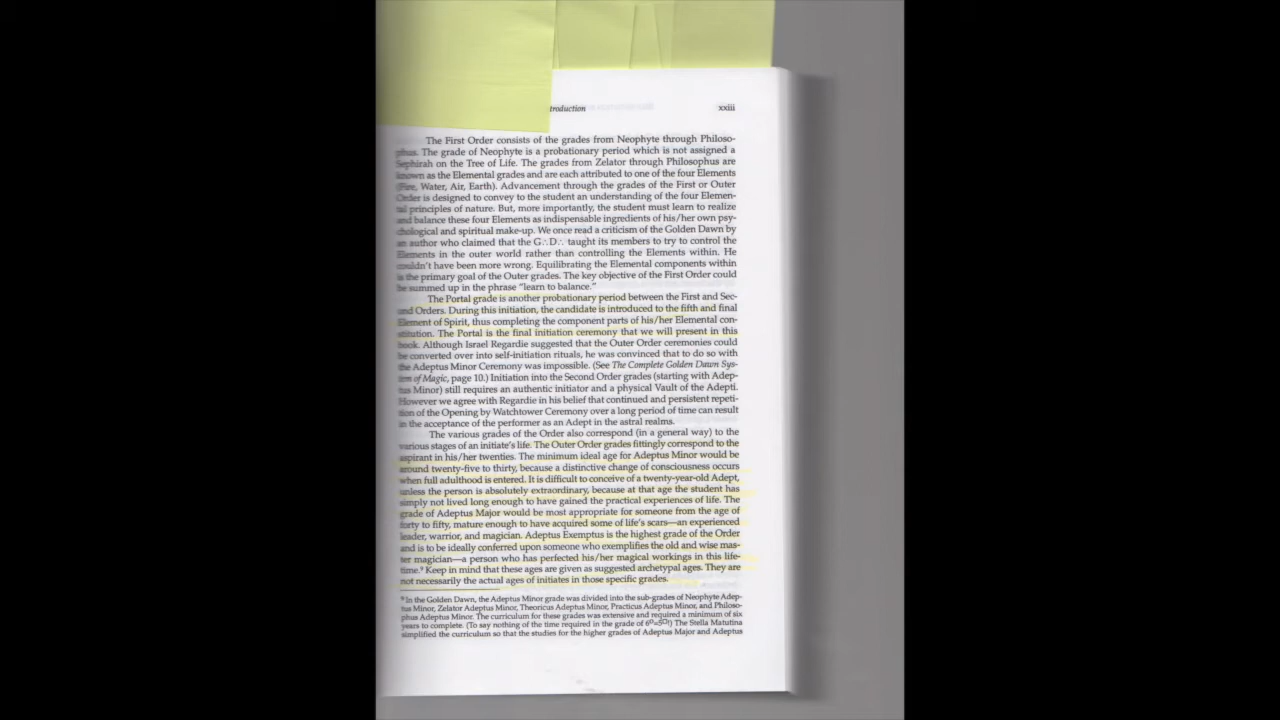 troduction xxiii
The First Order consists of the grades from Neophyte through Philoso-
phus. The grade of Neophyte is a probationary period which is not assigned a
Sephirah on the Tree of Life. The grades from Zelator through Philosophus are
known as the Elemental grades and are each attributed to one of the four Elements
(Fire, Water, Air, Earth). Advancement through the grades of the First or Outer
Order is designed to convey to the student an understanding of the four Elemen-
tal principles of nature. But, more importantly, the student must learn to realize
and balance these four Elements as indispensable ingredients of his/her own psy-
chological and spiritual make-up. We once read a criticism of the Golden Dawn by
an author who claimed that the G∴D∴ taught its members to try to control the
Elements in the outer world rather than controlling the Elements within. He
couldn't have been more wrong. Equilibrating the Elemental components within
is the primary goal of the Outer grades. The key objective of the First Order could
be summed up in the phrase "learn to balance."
The Portal grade is another probationary period between the First and Sec-
ond Orders. During this initiation, the candidate is introduced to the fifth and final
Element of Spirit, thus completing the component parts of his/her Elemental con-
stitution. The Portal is the final initiation ceremony that we will present in this
book. Although Israel Regardie suggested that the Outer Order ceremonies could
be converted over into self-initiation rituals, he was convinced that to do so with
the Adeptus Minor Ceremony was impossible. (See The Complete Golden Dawn Sys-
tem of Magic, page 10.) Initiation into the Second Order grades (starting with Adep-
tus Minor) still requires an authentic initiator and a physical Vault of the Adepti.
However we agree with Regardie in his belief that continued and persistent repeti-
tion of the Opening by Watchtower Ceremony over a long period of time can result
in the acceptance of the performer as an Adept in the astral realms.
The various grades of the Order also correspond (in a general way) to the
various stages of an initiate's life. The Outer Order grades fittingly correspond to the
aspirant in his/her twenties. The minimum ideal age for Adeptus Minor would be
around twenty-five to thirty, because a distinctive change of consciousness occurs
when full adulthood is entered. It is difficult to conceive of a twenty-year-old Adept,
unless the person is absolutely extraordinary, because at that age the student has
simply not lived long enough to have gained the practical experiences of life. The
grade of Adeptus Major would be most appropriate for someone from the age of
forty to fifty, mature enough to have acquired some of life's scars—an experienced
leader, warrior, and magician. Adeptus Exemptus is the highest grade of the Order
and is to be ideally conferred upon someone who exemplifies the old and wise mas-
ter magician—a person who has perfected his/her magical workings in this life-
time.⁹ Keep in mind that these ages are given as suggested archetypal ages. They are
not necessarily the actual ages of initiates in those specific grades.
⁹ In the Golden Dawn, the Adeptus Minor grade was divided into the sub-grades of Neophyte Adep-
tus Minor, Zelator Adeptus Minor, Theoricus Adeptus Minor, Practicus Adeptus Minor, and Philoso-
phus Adeptus Minor. The curriculum for these grades was extensive and required a minimum of six
years to complete. (To say nothing of the time required in the grade of 6°=5□!) The Stella Matutina
simplified the curriculum so that the studies for the higher grades of Adeptus Major and Adeptus